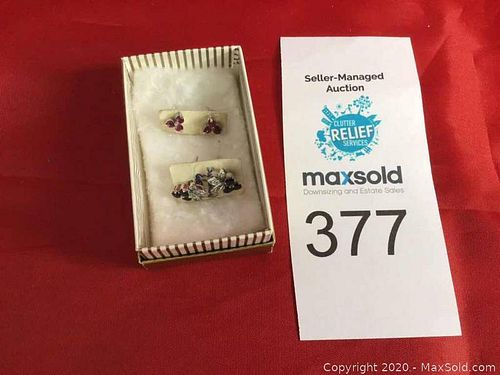 Seller-Managed
Auction
CLUTTER
RELIEF
SERVICES
maxsold
Downsizing and Estate Sales
377
Copyright © 2020 - MaxSold.com